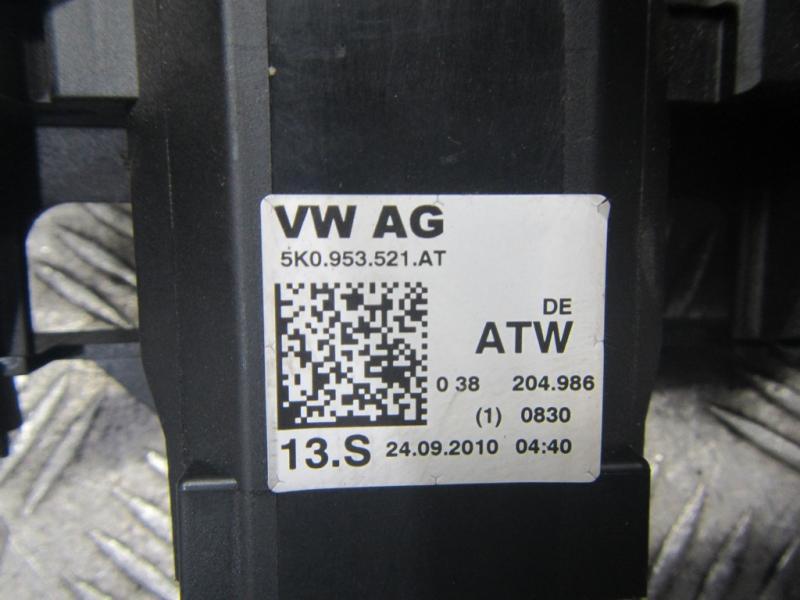 VW AG
5K0.953.521.AT
DE
ATW
0 38 204.986
(1) 0830
13.S 24.09.2010 04:40